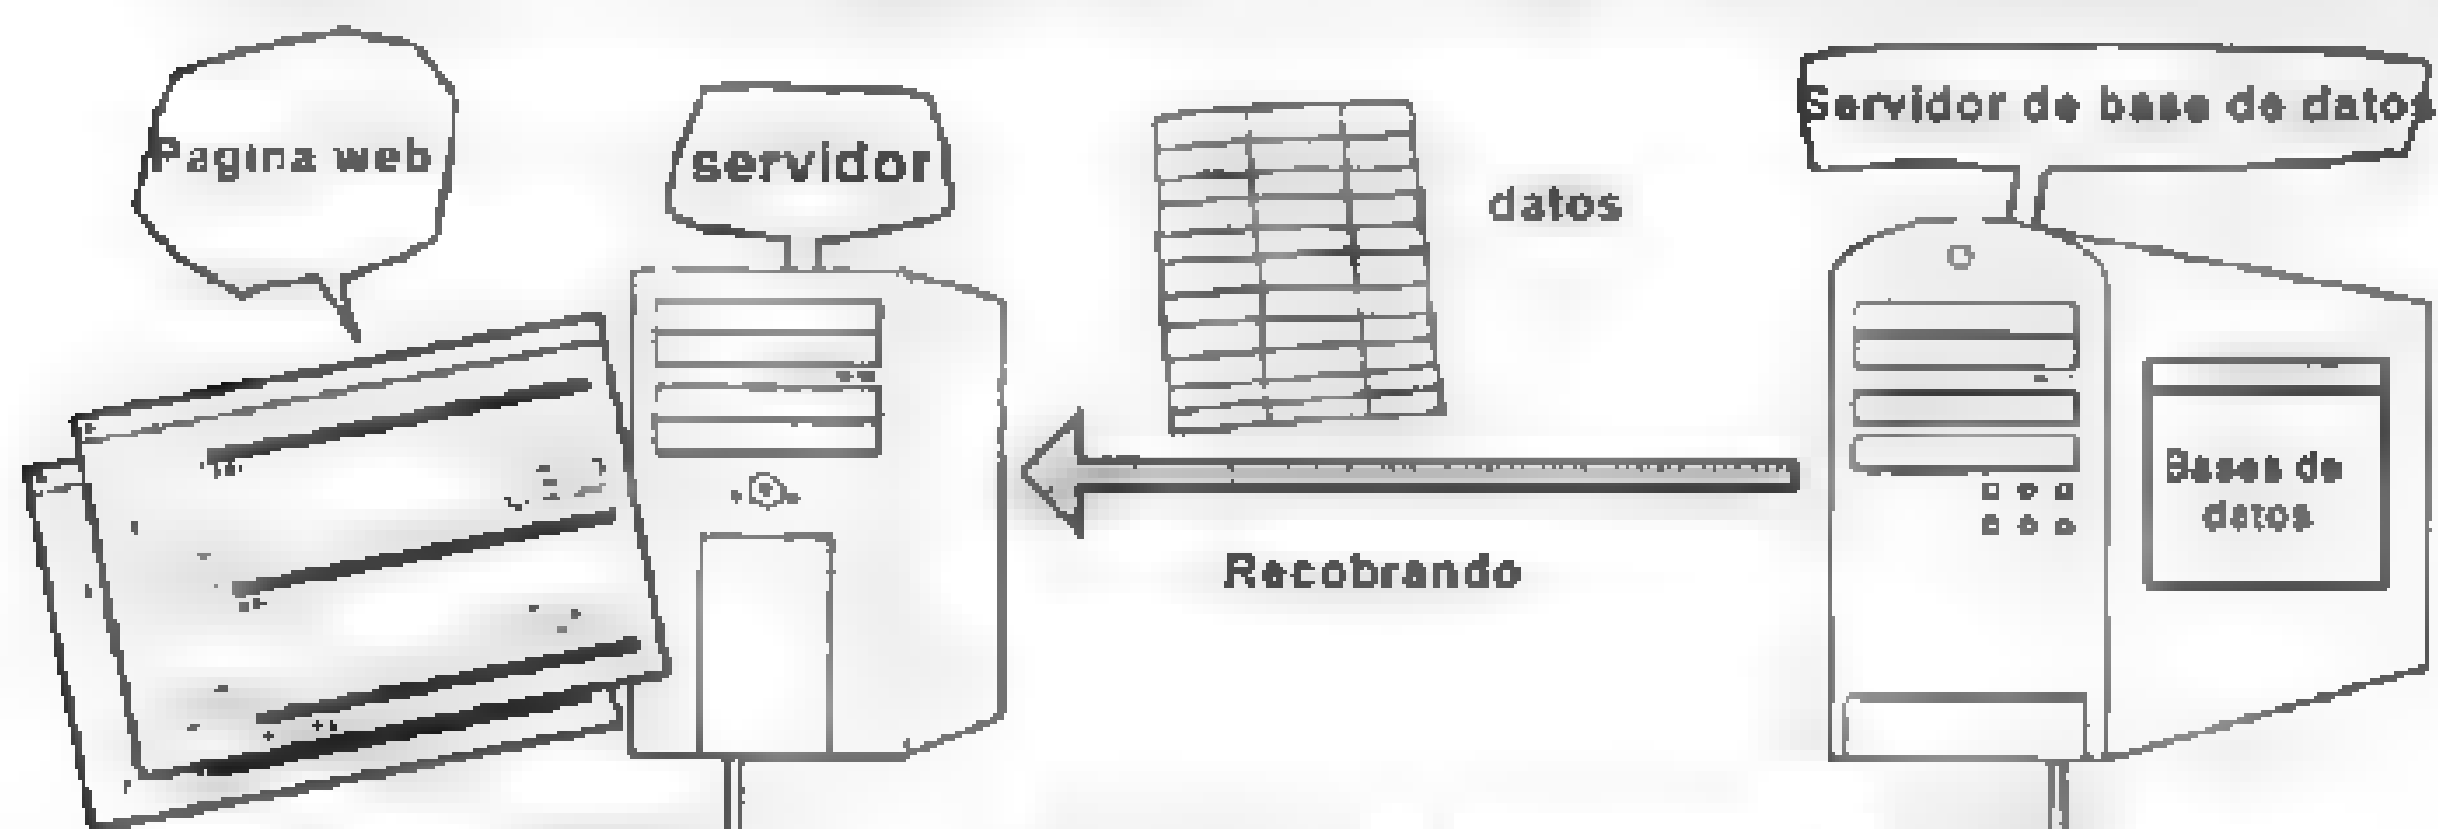 Pagina web
servidor
datos
Servidor de base de datos
Recobrando
Bases de
datos